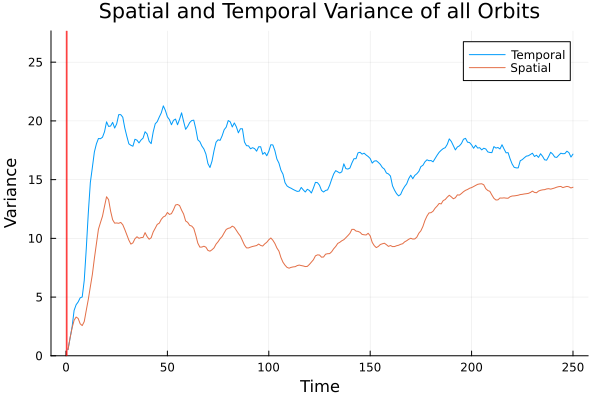 Spatial and Temporal Variance of all Orbits
Temporal
Spatial
25
20
15
10
5
0
Variance
0 50 100 150 200 250
Time